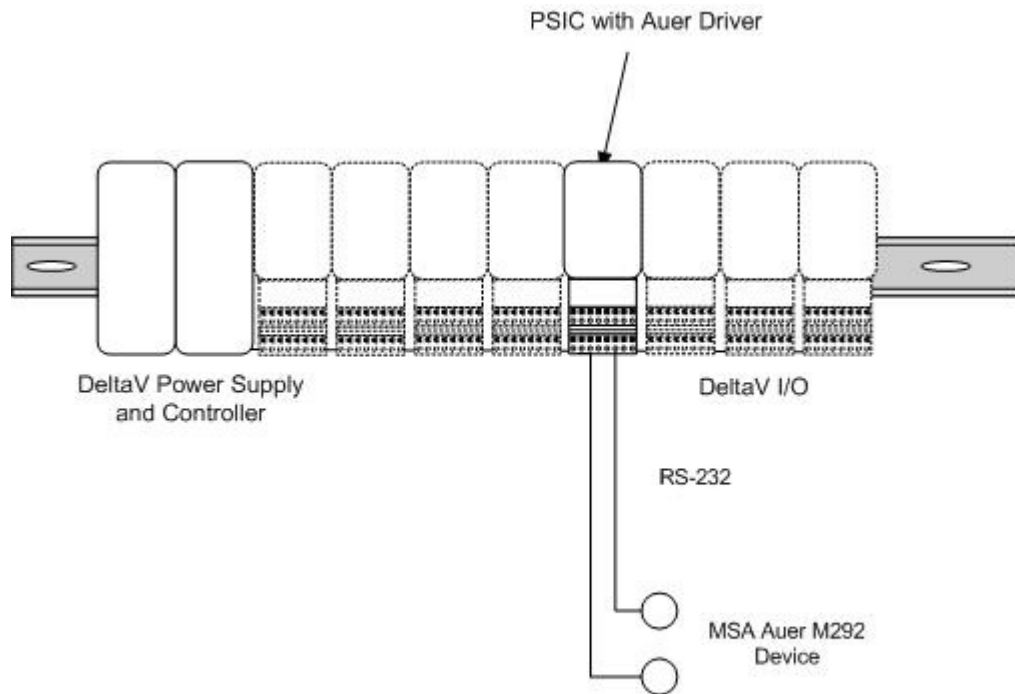 PSIC with Auer Driver
DeltaV Power Supply
and Controller
DeltaV I/O
RS-232
MSA Auer M292
Device